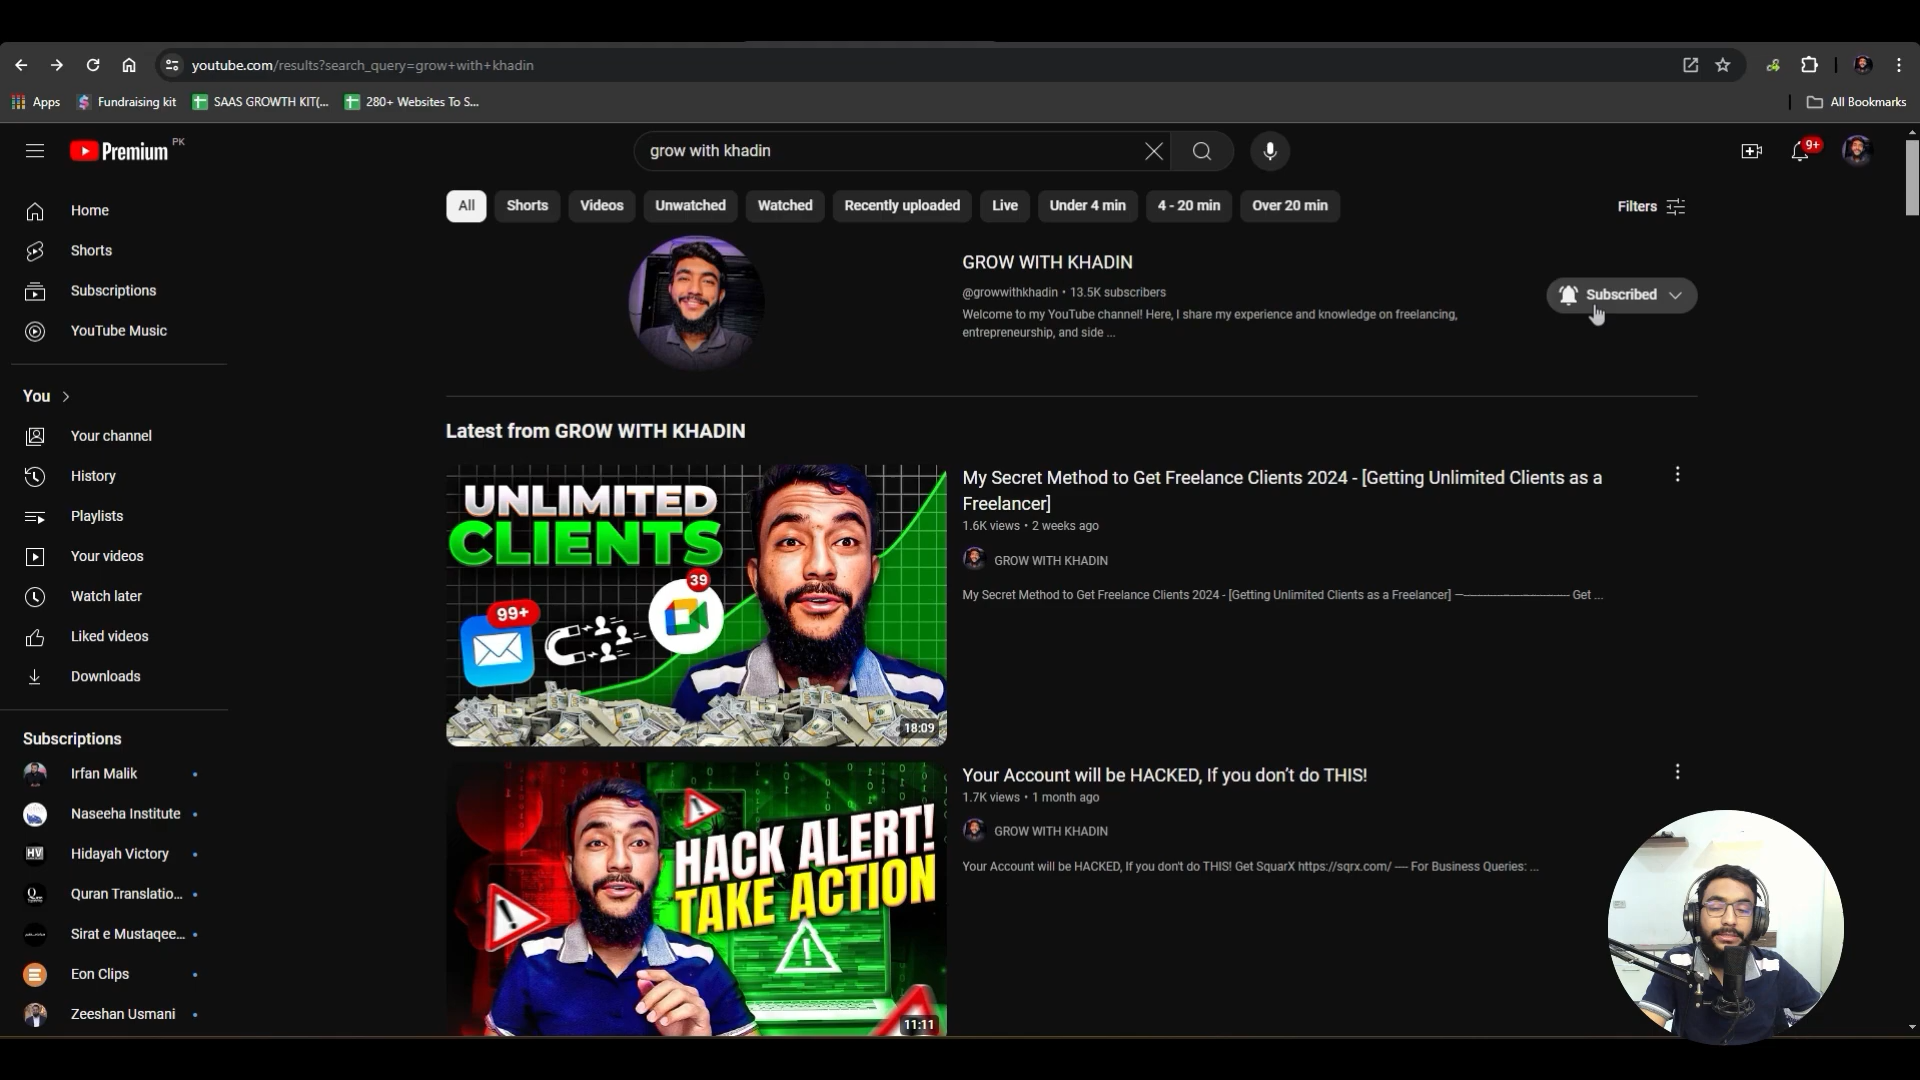 youtube.com/results?search_query=grow+with+khadin
Apps
Fundraising kit
SAAS GROWTH KIT(...
280+ Websites To S...
All Bookmarks
Premium
PK
grow with khadin
9+
All
Shorts
Videos
Unwatched
Watched
Recently uploaded
Live
Under 4 min
4 - 20 min
Over 20 min
Filters
Home
Shorts
Subscriptions
YouTube Music
You
Your channel
History
Playlists
Your videos
Watch later
Liked videos
Downloads
Subscriptions
Irfan Malik
Naseeha Institute
HV
Hidayah Victory
Quran Translatio...
Sirat e Mustaqee...
Eon Clips
Zeeshan Usmani
GROW WITH KHADIN
@growwithkhadin • 13.5K subscribers
Welcome to my YouTube channel! Here, I share my experience and knowledge on freelancing,
entrepreneurship, and side ...
Subscribed
Latest from GROW WITH KHADIN
UNLIMITED
CLIENTS
39
99+
18:09
My Secret Method to Get Freelance Clients 2024 - [Getting Unlimited Clients as a
Freelancer]
1.6K views • 2 weeks ago
GROW WITH KHADIN
My Secret Method to Get Freelance Clients 2024 - [Getting Unlimited Clients as a Freelancer] —-------------------------- Get ...
HACK ALERT!
TAKE ACTION
11:11
Your Account will be HACKED, If you don't do THIS!
1.7K views • 1 month ago
GROW WITH KHADIN
Your Account will be HACKED, If you don't do THIS! Get SquarX https://sqrx.com/ –-- For Business Queries: ...